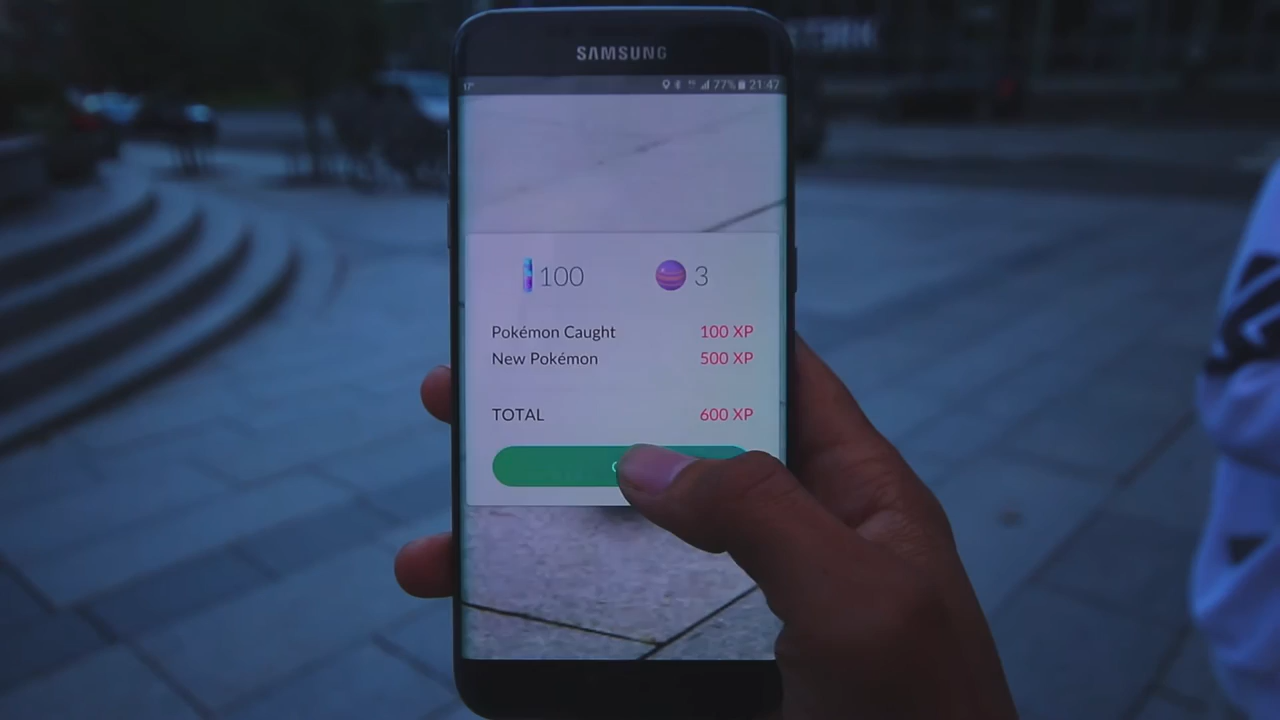 SAMSUNG
77% 21:47
100 3
Pokémon Caught 100 XP
New Pokémon 500 XP
TOTAL 600 XP